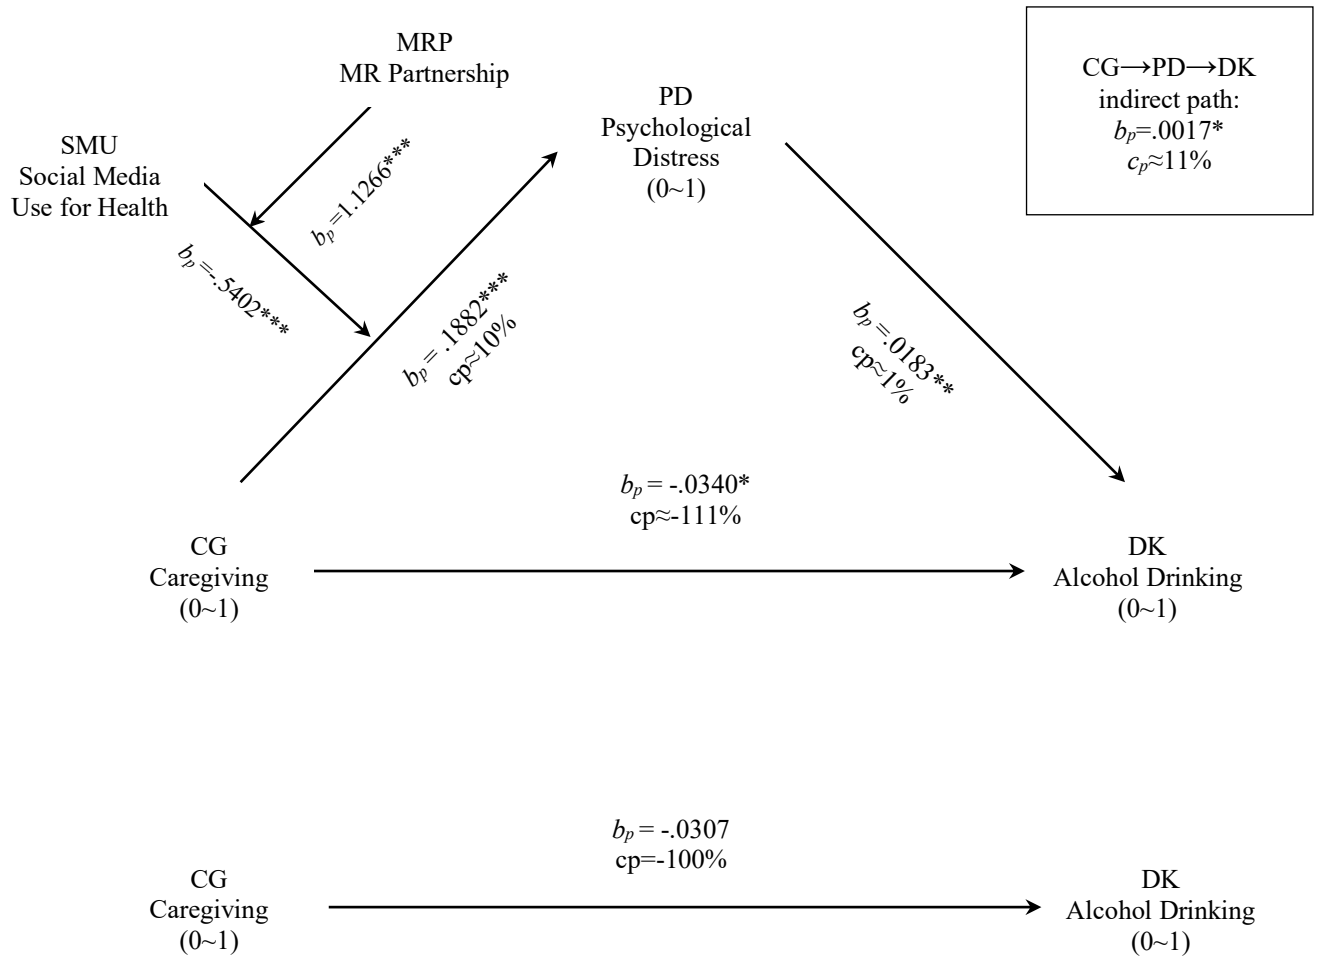 MRP
MR Partnership
SMU
Social Media
Use for Health
PD
Psychological
Distress
(0~1)
CG→PD→DK
indirect path:
bp=.0017*
cp≈11%
bp=1.1266***
bp=-.5402***
bp = .1882***
cp≈10%
bp=.0183**
cp≈1%
bp = -.0340*
cp≈-111%
CG
Caregiving
(0~1)
DK
Alcohol Drinking
(0~1)
bp = -.0307
cp=-100%
CG
Caregiving
(0~1)
DK
Alcohol Drinking
(0~1)